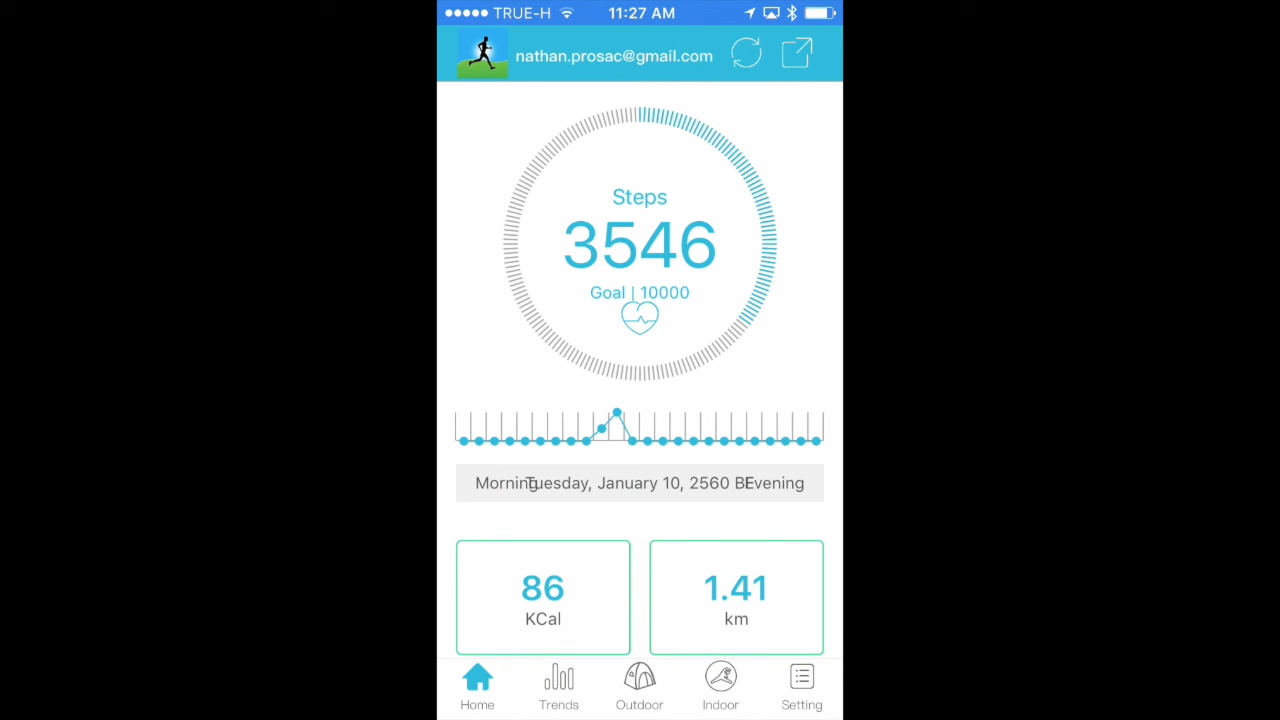 TRUE-H 11:27 AM
nathan.prosac@gmail.com
Steps
3546
Goal | 10000
Morning Tuesday, January 10, 2560 BE Evening
86 1.41
KCal km
Home Trends Outdoor Indoor Setting